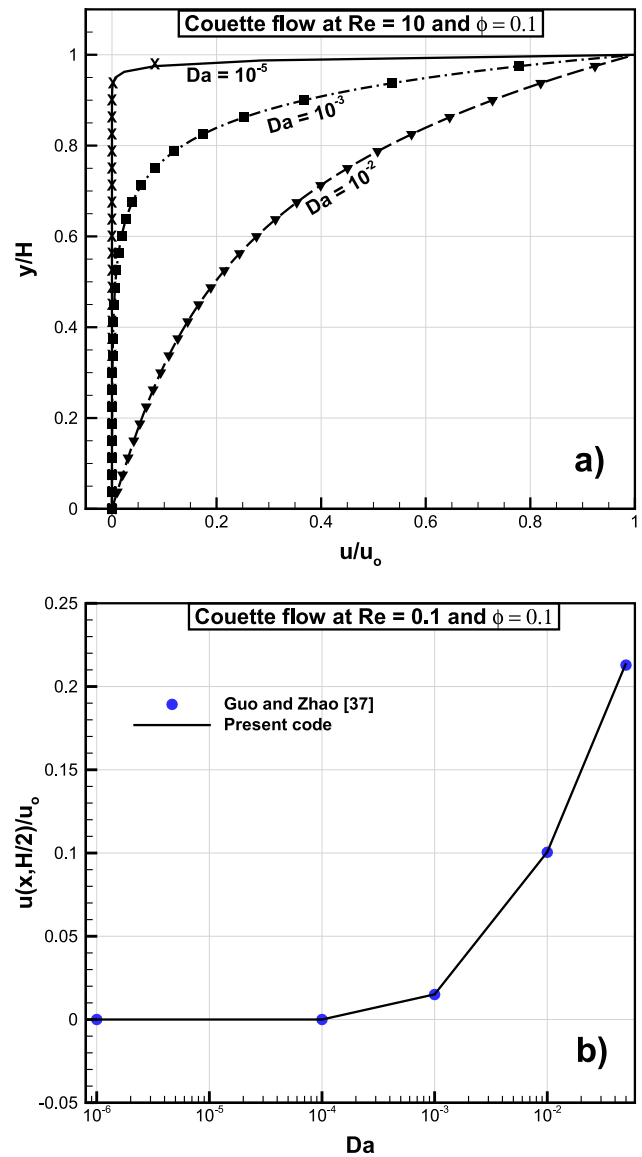 Couette flow at Re = 10 and ϕ = 0.1
1
0.8
0.6
0.4
0.2
0
y/H
Da = 10⁻⁵
Da = 10⁻³
Da = 10⁻²
a)
0
0.2
0.4
0.6
0.8
1
u/uₒ
Couette flow at Re = 0.1 and ϕ = 0.1
0.25
0.2
0.15
0.1
0.05
0
-0.05
u(x,H/2)/uₒ
Guo and Zhao [37]
Present code
b)
10⁻⁶
10⁻⁵
10⁻⁴
10⁻³
10⁻²
Da